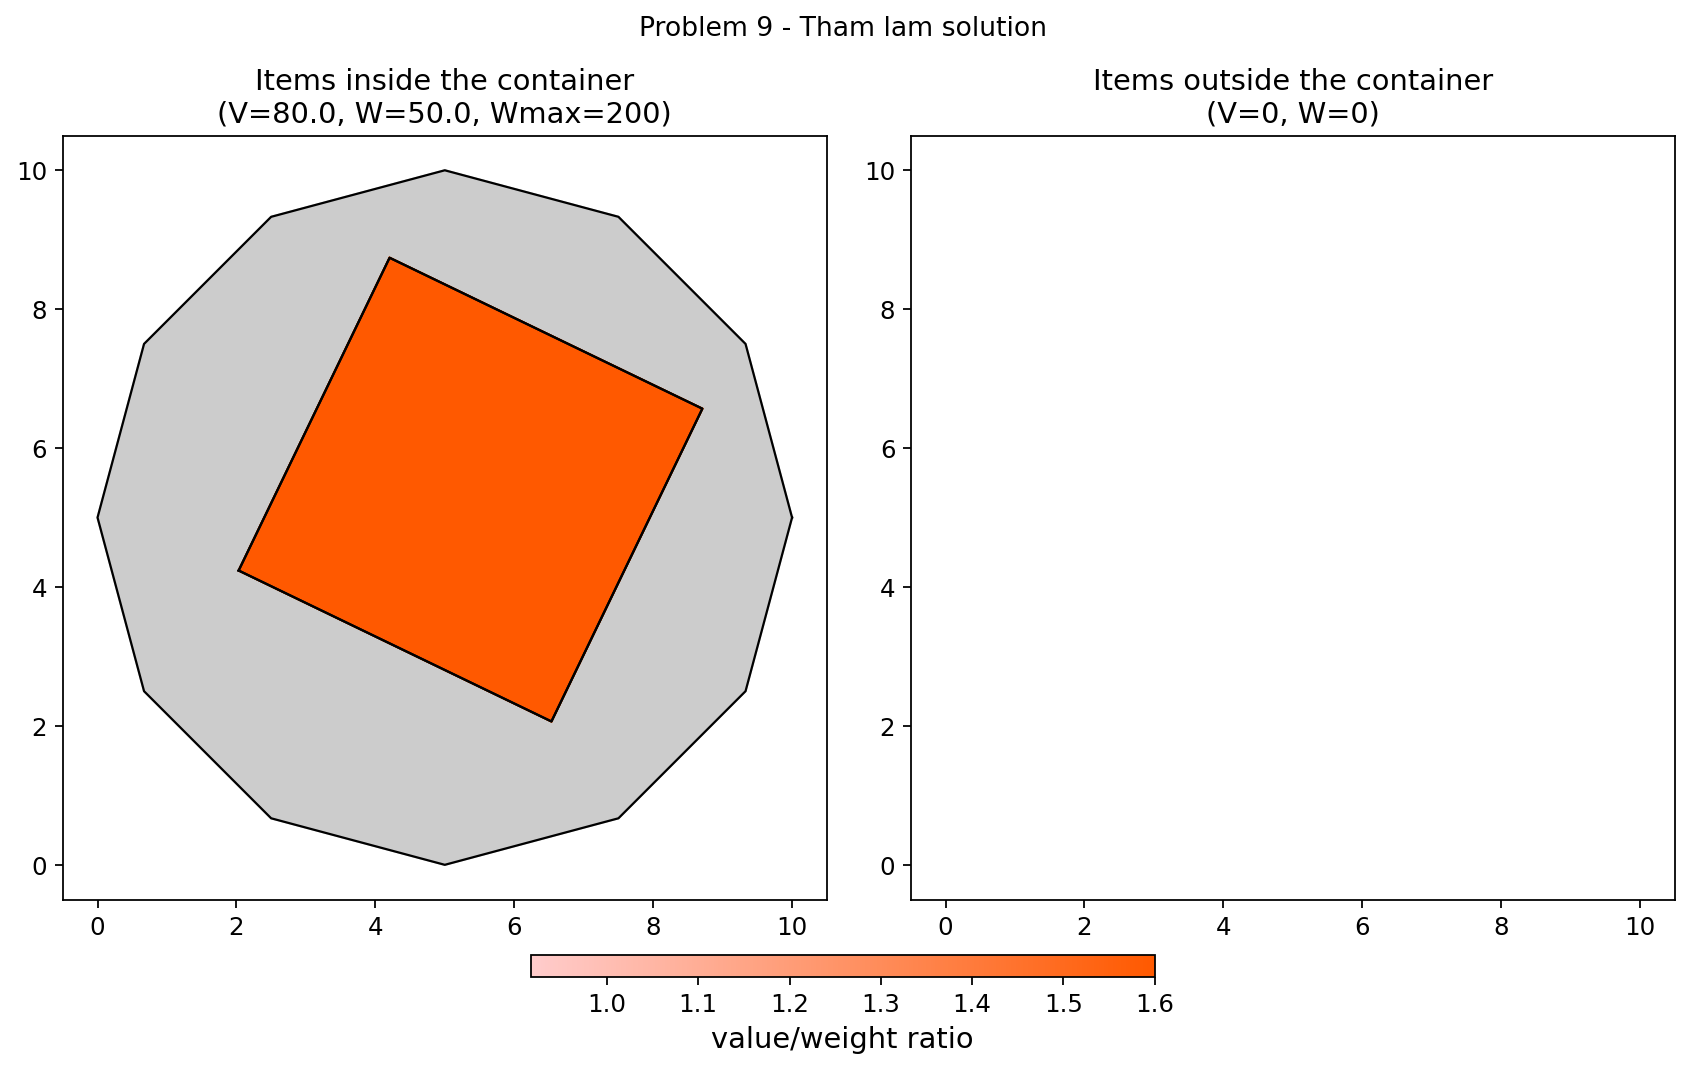 Problem 9 - Tham lam solution
Items inside the container
(V=80.0, W=50.0, Wmax=200)
10
8
6
4
2
0
0 2 4 6 8 10
Items outside the container
(V=0, W=0)
10
8
6
4
2
0
0 2 4 6 8 10
1.0 1.1 1.2 1.3 1.4 1.5 1.6
value/weight ratio